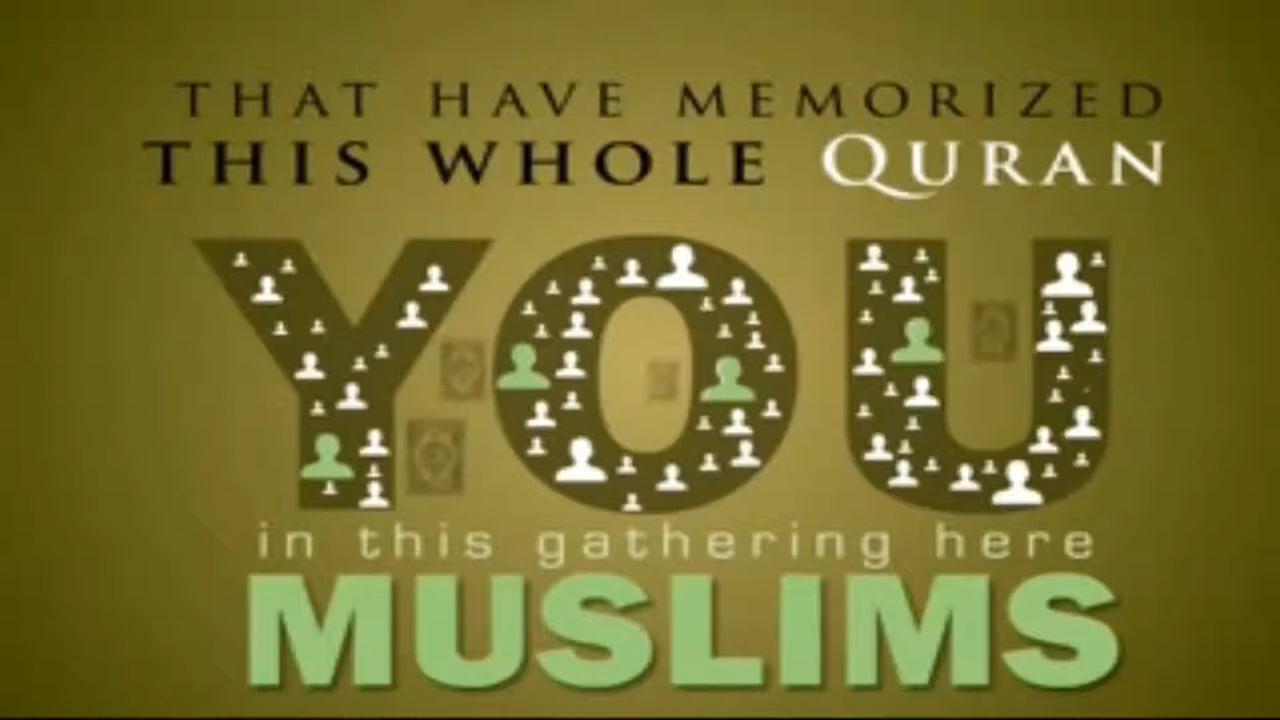 THAT HAVE MEMORIZED
THIS WHOLE QURAN
YOU
in this gathering here
MUSLIMS